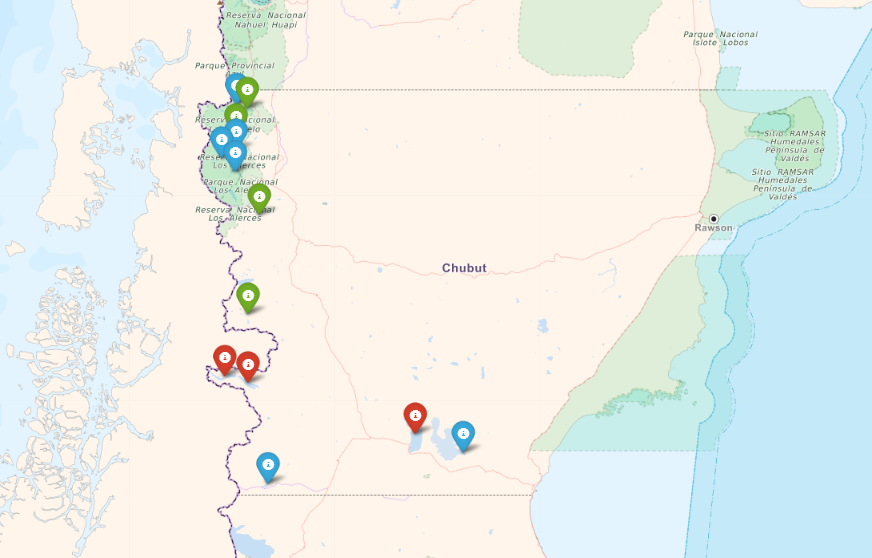 Reserva Nacional
Nahuel Huapi
Parque Nacional
Islote Lobos
Parque Provincial
Reserva Nacional
Sitio RAMSAR
Humedales
Península de
Valdés
Reserva Nacional
Los Alerces
Sitio RAMSAR
Humedales
Península de
Valdés
Parque Nacional
Los Alerces
Reserva Nacional
Los Alerces
Rawson
Chubut